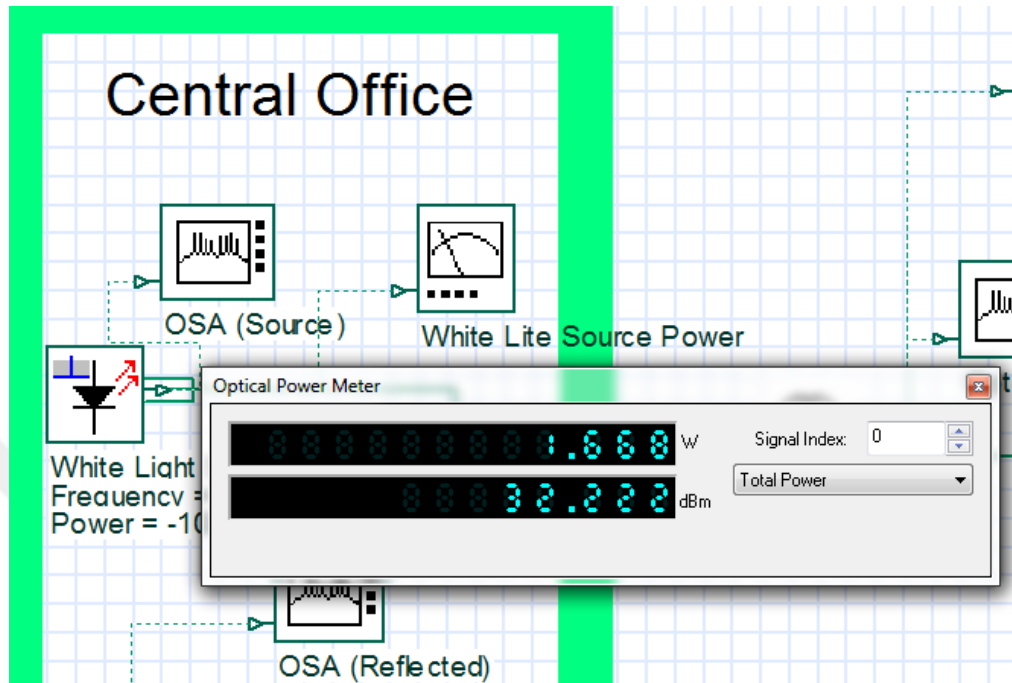 Central Office
OSA (Source)
White Lite Source Power
Optical Power Meter
1.668 W
Signal Index: 0
32.222 dBm
Total Power
White Light
Frequency =
Power = -10
OSA (Reflected)